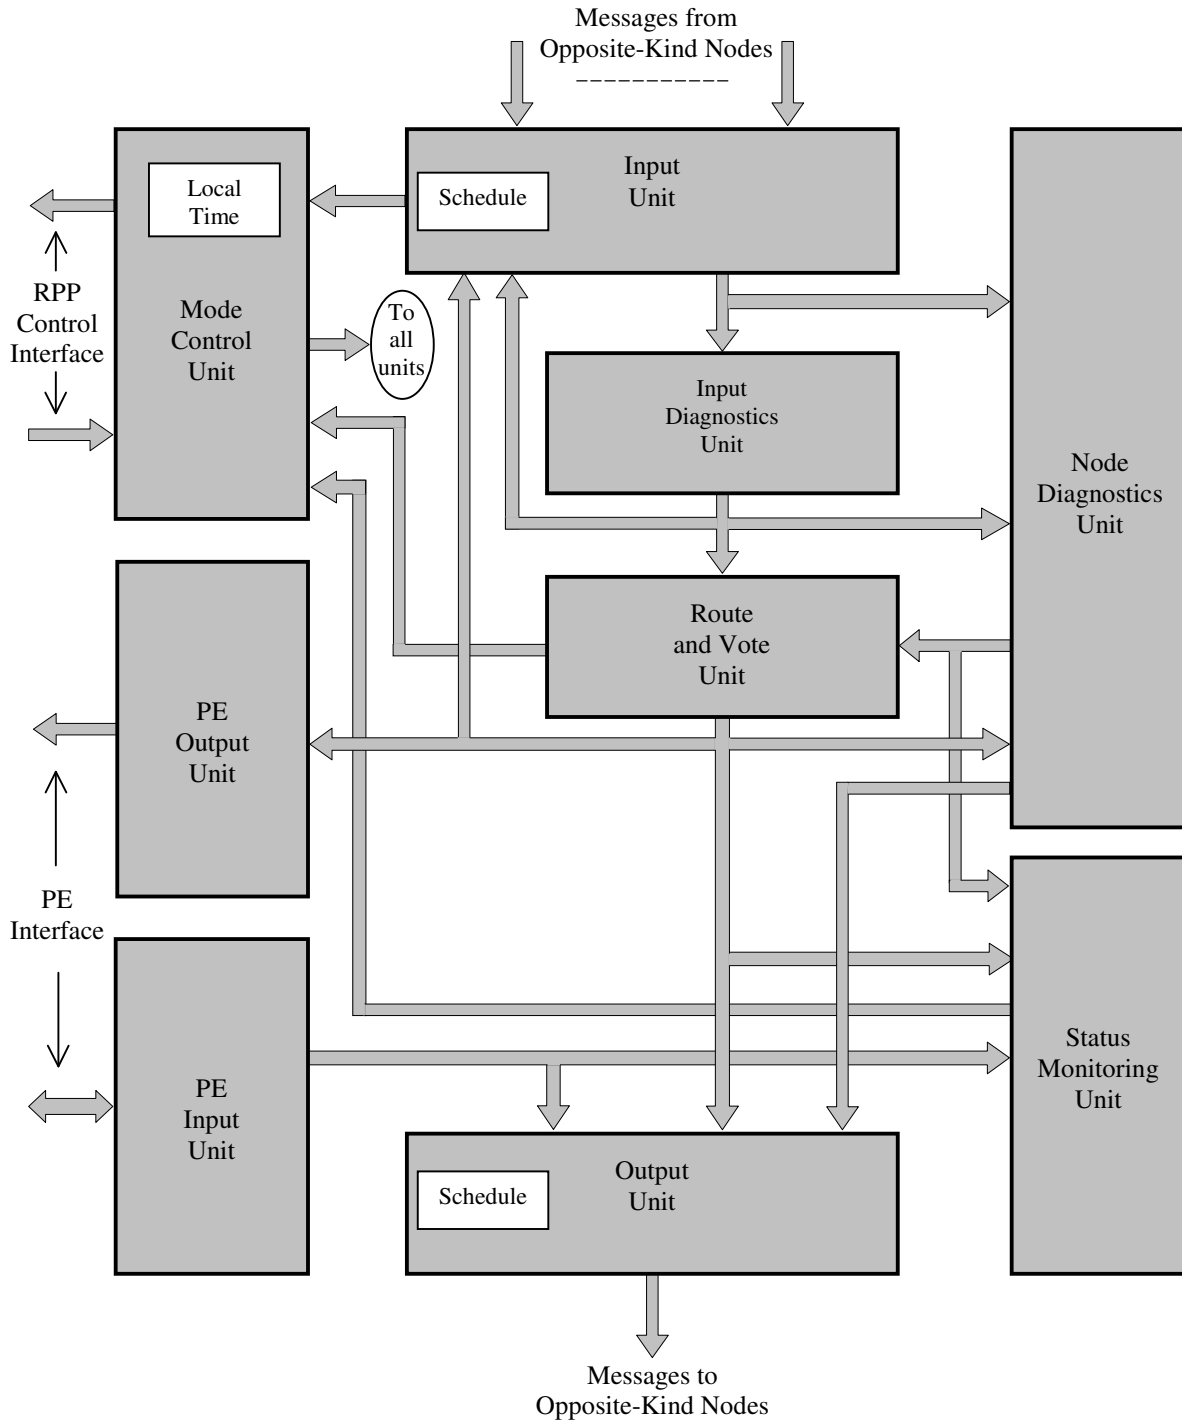 Messages from
Opposite-Kind Nodes
Input
Unit
Schedule
Local
Time
RPP
Control
Interface
Mode
Control
Unit
To
all
units
Input
Diagnostics
Unit
Node
Diagnostics
Unit
Route
and Vote
Unit
PE
Output
Unit
PE
Interface
PE
Input
Unit
Status
Monitoring
Unit
Output
Unit
Schedule
Messages to
Opposite-Kind Nodes